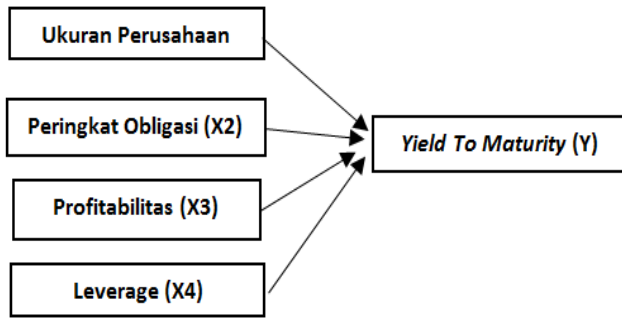 Ukuran Perusahaan
Peringkat Obligasi (X2)
Yield To Maturity (Y)
Profitabilitas (X3)
Leverage (X4)